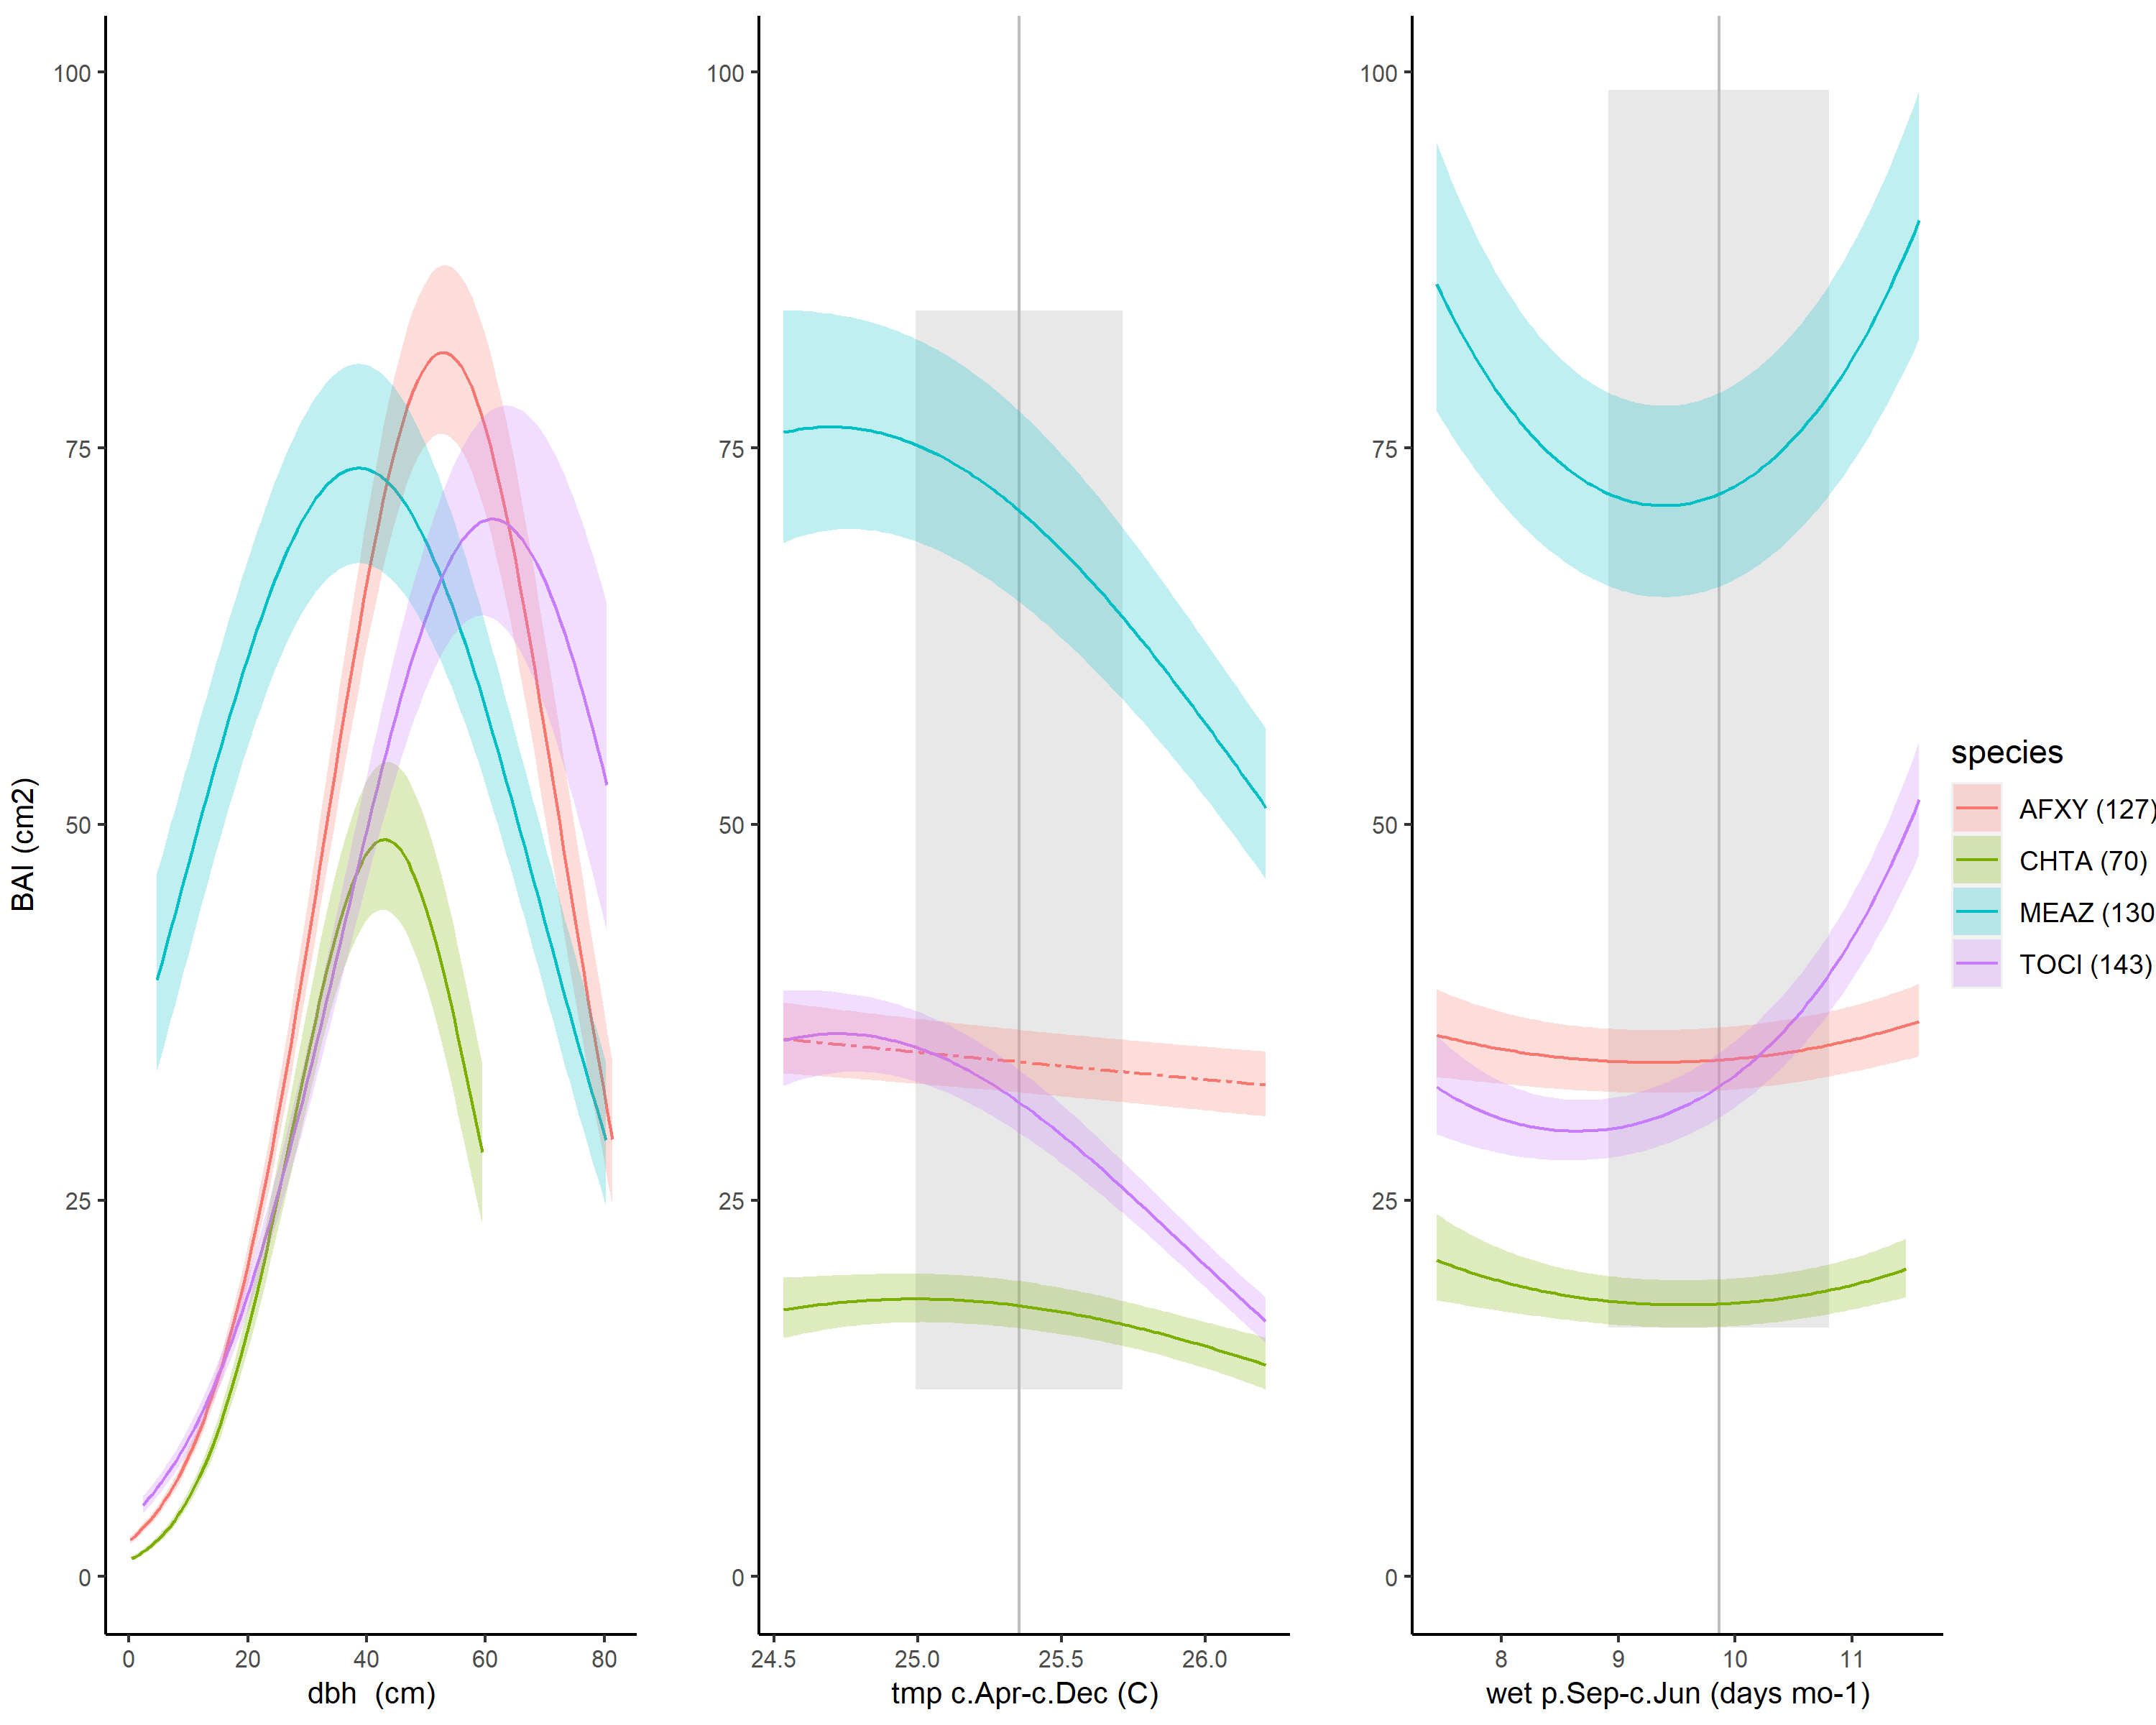 BAI (cm2)
100
75
50
25
0
0 20 40 60 80
dbh (cm)
100
75
50
25
0
24.5 25.0 25.5 26.0
tmp c.Apr-c.Dec (C)
100
75
50
25
0
8 9 10 11
wet p.Sep-c.Jun (days mo-1)
species
AFXY (127)
CHTA (70)
MEAZ (130
TOCI (143)